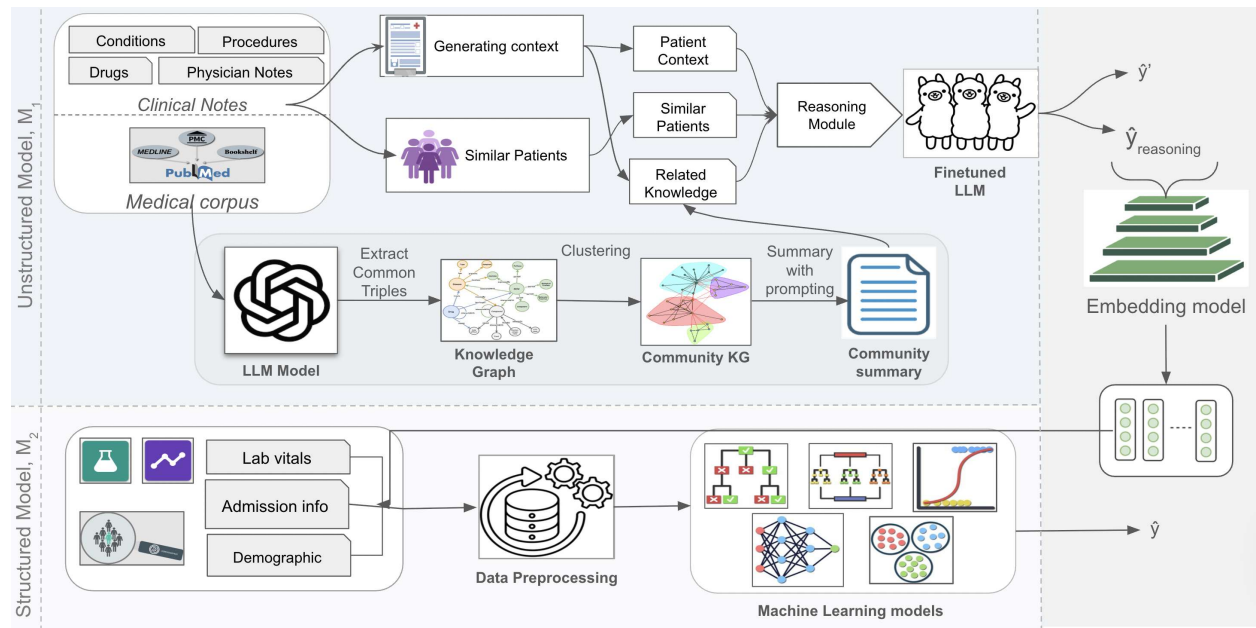 Unstructured Model, M1
Conditions
Procedures
Drugs
Physician Notes
Clinical Notes
PMC
MEDLINE
Bookshelf
PubMed
Medical corpus
Generating context
Similar Patients
Patient
Context
Similar
Patients
Related
Knowledge
Reasoning
Module
Finetuned
LLM
ŷ'
ŷreasoning
Embedding model
LLM Model
Extract
Common
Triples
Knowledge
Graph
Clustering
Community KG
Summary
with
prompting
Community
summary
Structured Model, M2
Lab vitals
Admission info
Demographic
Data Preprocessing
Machine Learning models
ŷ